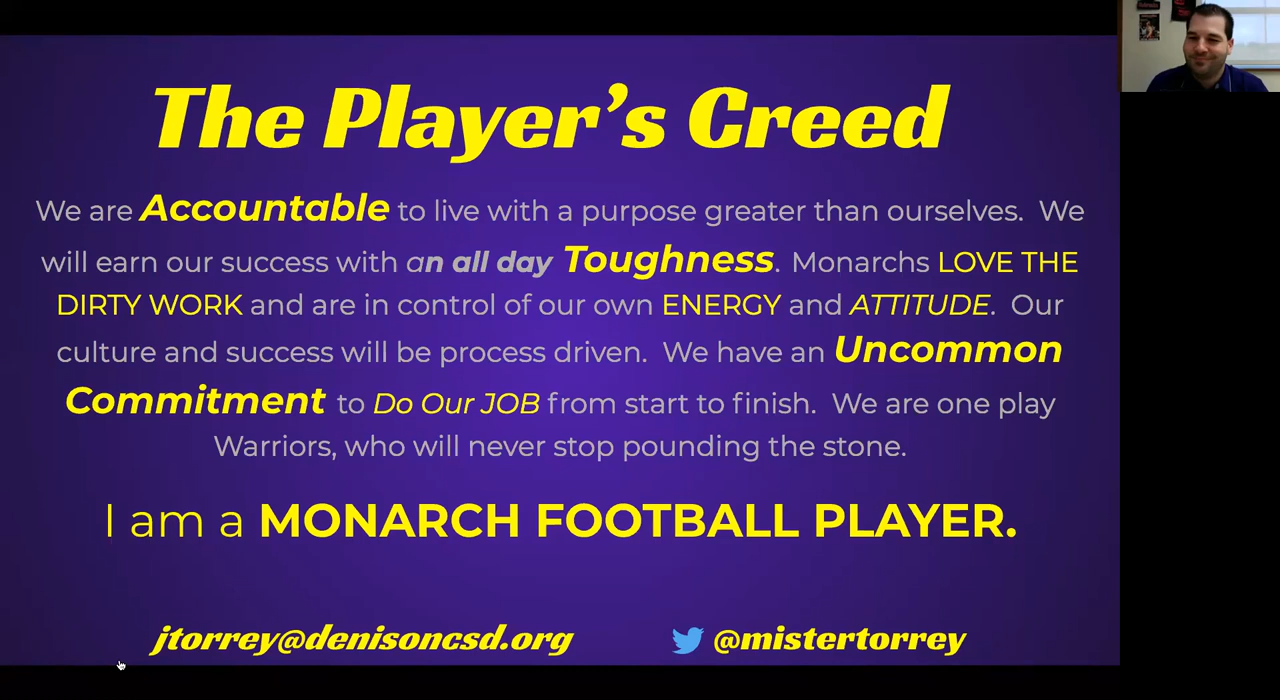 The Player's Creed
We are Accountable to live with a purpose greater than ourselves.  We
will earn our success with an all day Toughness. Monarchs LOVE THE
DIRTY WORK and are in control of our own ENERGY and ATTITUDE.  Our
culture and success will be process driven.  We have an Uncommon
Commitment to Do Our JOB from start to finish.  We are one play
Warriors, who will never stop pounding the stone.
I am a MONARCH FOOTBALL PLAYER.
jtorrey@denisoncsd.org
@mistertorrey